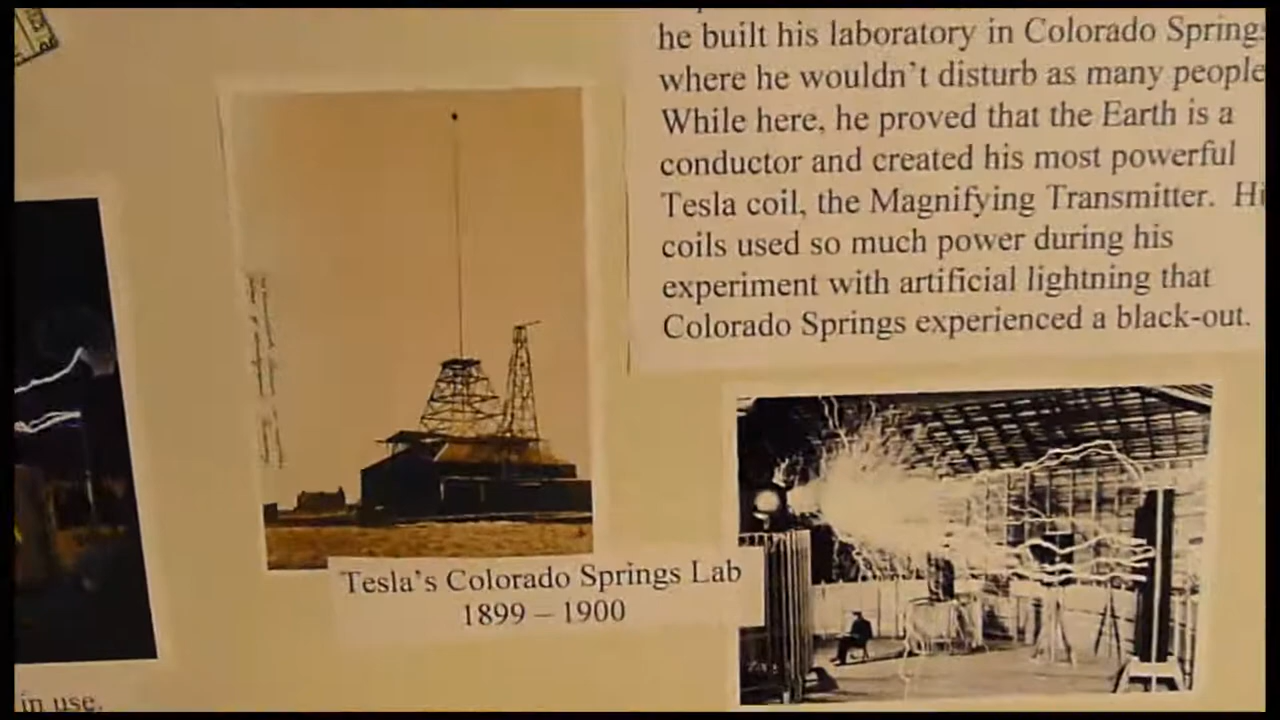 he built his laboratory in Colorado Springs
where he wouldn't disturb as many people
While here, he proved that the Earth is a
conductor and created his most powerful
Tesla coil, the Magnifying Transmitter. Hi
coils used so much power during his
experiment with artificial lightning that
Colorado Springs experienced a black-out.
Tesla's Colorado Springs Lab
1899 – 1900
in use.